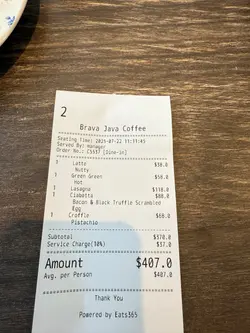 2
Brava Java Coffee
Seating Time: 2021-07-22 11:11:45
Served By: manager
Order No.: C3537 [Dine-in]
1 Latte $38.0
Nutty
1 Green Green $58.0
Hot
1 Lasagna $118.0
1 Ciabatta $88.0
Bacon & Black Truffle Scrambled
Egg
1 Croffle $68.0
Pistachio
Subtotal $370.0
Service Charge(10%) $37.0
Amount $407.0
Avg. per Person $407.0
Thank You
Powered by Eats365